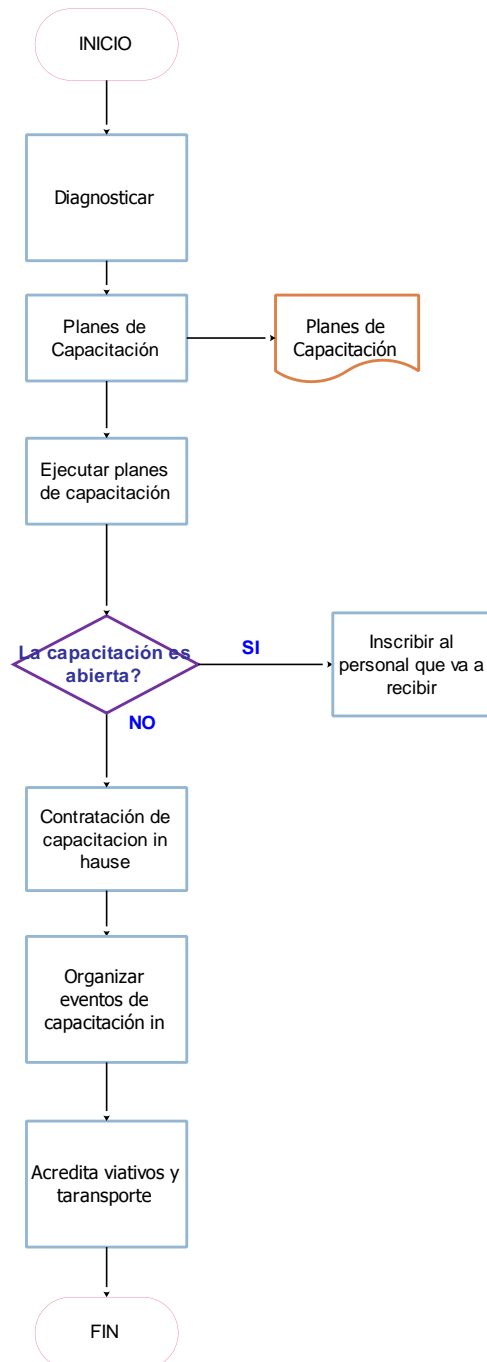 INICIO
Diagnosticar
Planes de
Capacitación
Planes de
Capacitación
Ejecutar planes
de capacitación
La capacitación es
abierta?
SI
Inscribir al
personal que va a
recibir
NO
Contratación de
capacitacion in
hause
Organizar
eventos de
capacitación in
Acredita viativos y
taransporte
FIN